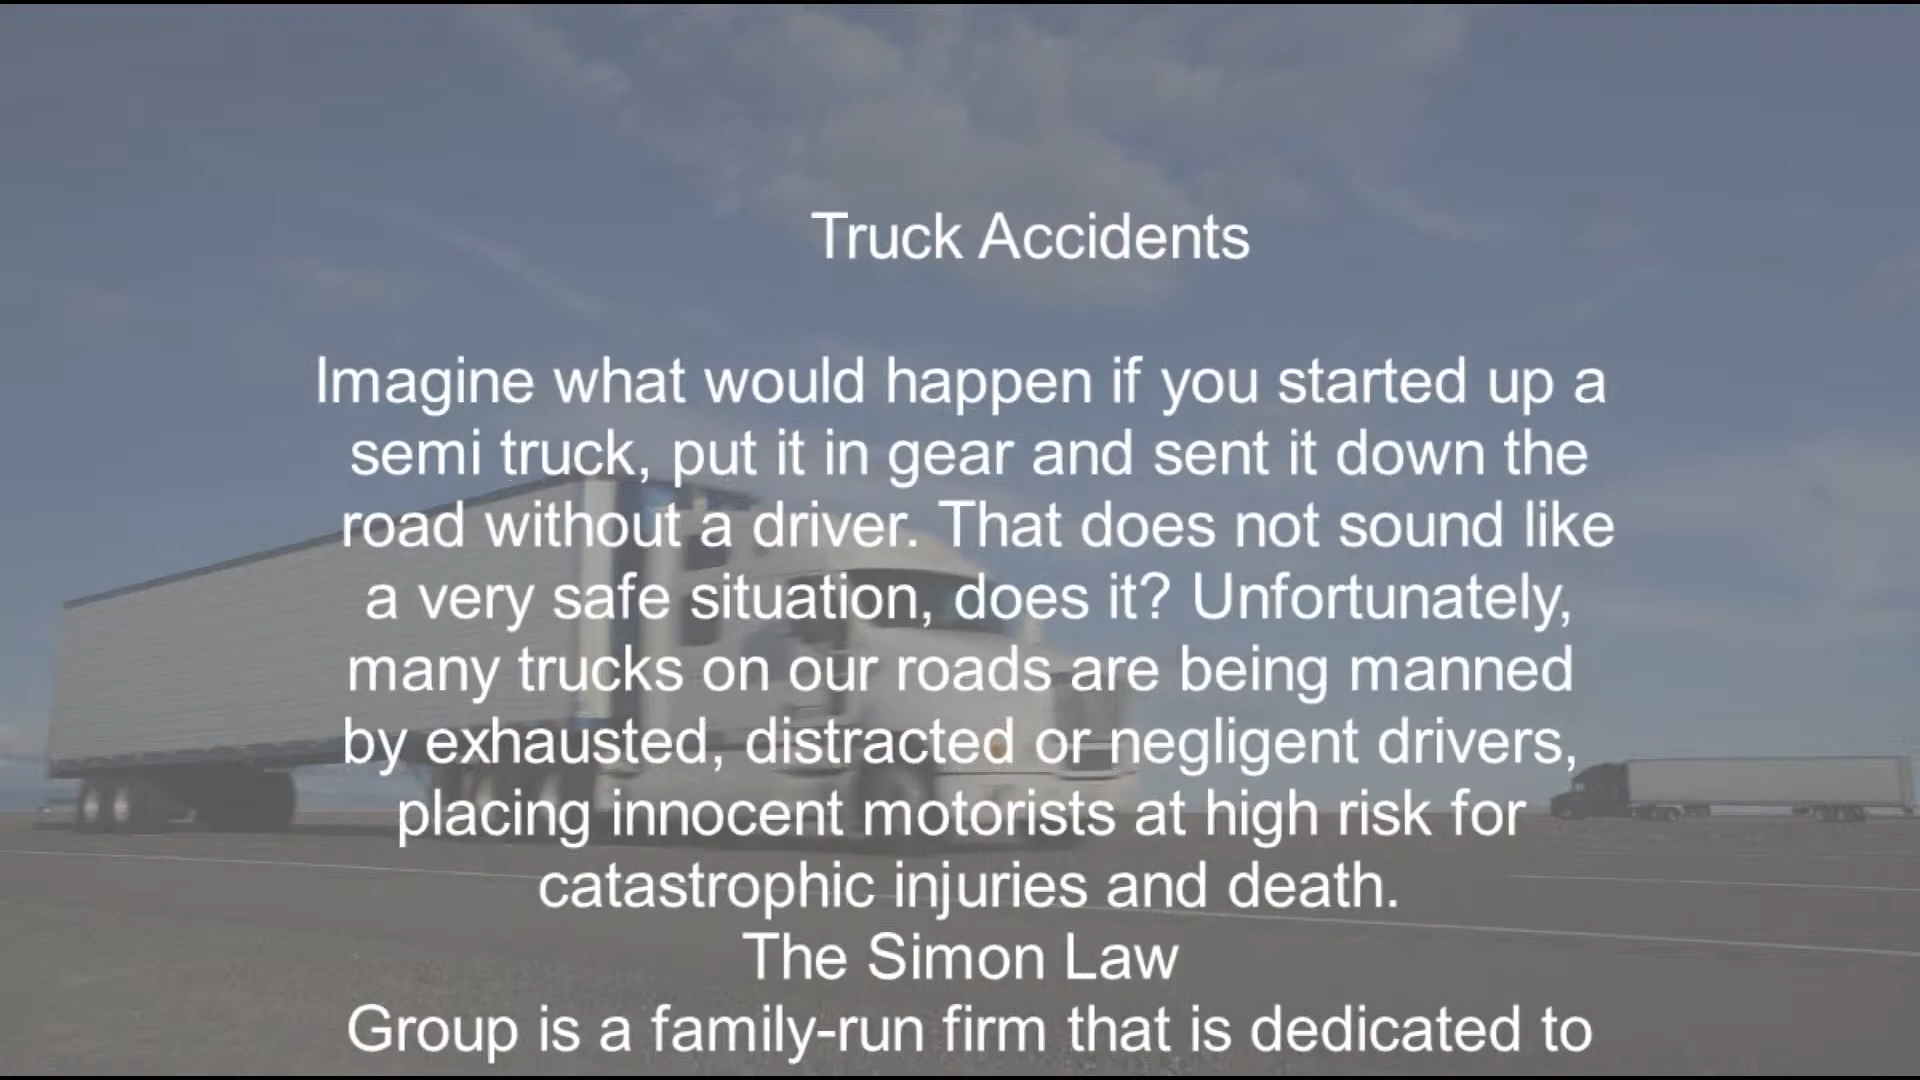 Truck Accidents
Imagine what would happen if you started up a
semi truck, put it in gear and sent it down the
road without a driver. That does not sound like
a very safe situation, does it? Unfortunately,
many trucks on our roads are being manned
by exhausted, distracted or negligent drivers,
placing innocent motorists at high risk for
catastrophic injuries and death.
The Simon Law
Group is a family-run firm that is dedicated to